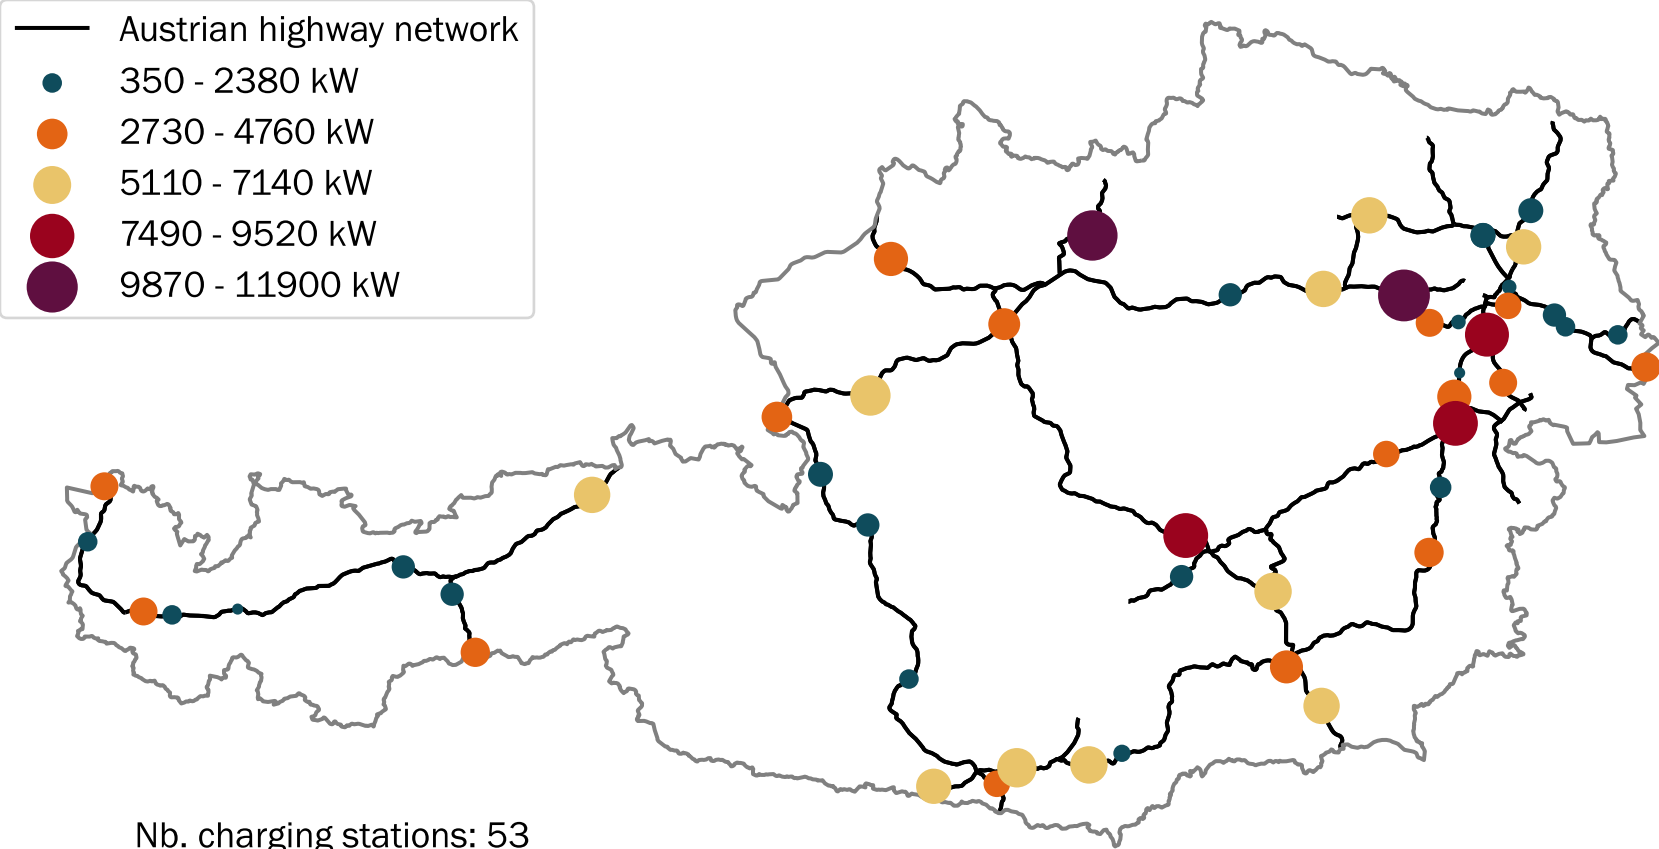 Austrian highway network
350 - 2380 kW
2730 - 4760 kW
5110 - 7140 kW
7490 - 9520 kW
9870 - 11900 kW
Nb. charging stations: 53